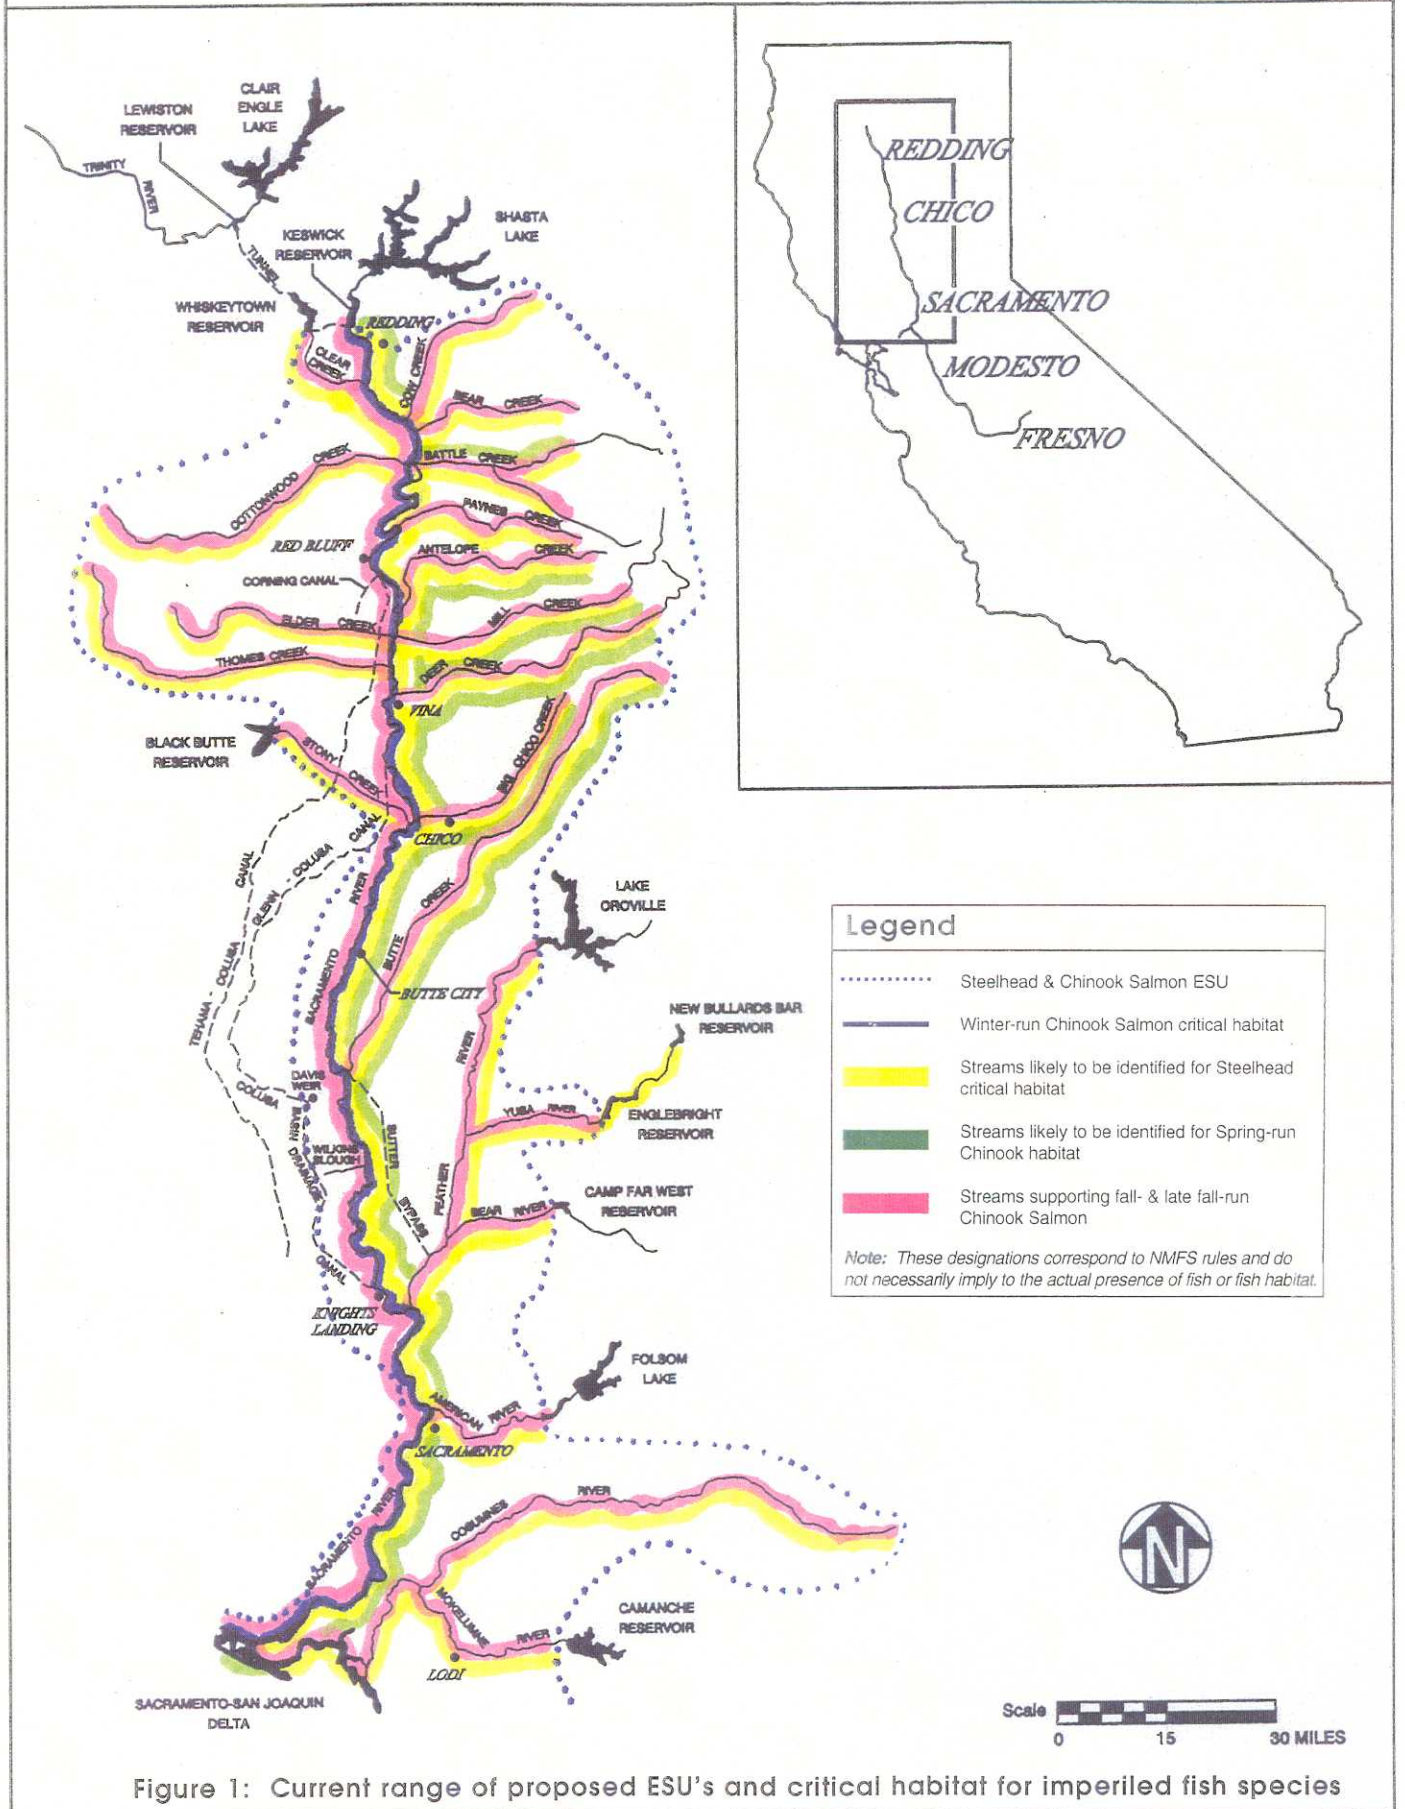 CLAIR
ENGLE
LAKE
LEWISTON
RESERVOIR
TRINITY
RIVER
SHASTA
LAKE
KESWICK
RESERVOIR
TUNNEL
WHISKEYTOWN
RESERVOIR
REDDING
CLEAR
CREEK
COW CREEK
BEAR CREEK
BATTLE CREEK
COTTONWOOD CREEK
PAYNES CREEK
RED BLUFF
ANTELOPE CREEK
CORNING CANAL
MILL CREEK
ELDER CREEK
THOMES CREEK
DEER CREEK
VINA
BIG CHICO CREEK
BLACK BUTTE
RESERVOIR
STONY CREEK
CHICO
TEHAMA - COLUSA CANAL
GLENN - COLUSA CANAL
SACRAMENTO RIVER
BUTTE CREEK
LAKE
OROVILLE
BUTTE CITY
NEW BULLARDS BAR
RESERVOIR
FEATHER RIVER
DAVIS
WEIR
COLUSA BASIN DRAINAGE CANAL
YUBA RIVER
ENGLEBRIGHT
RESERVOIR
WILKINS
SLOUGH
BUTTER BYPASS
BEAR RIVER
CAMP FAR WEST
RESERVOIR
KNIGHTS
LANDING
FOLSOM
LAKE
AMERICAN RIVER
SACRAMENTO
SACRAMENTO RIVER
COSUMNES RIVER
MOKELUMNE RIVER
CAMANCHE
RESERVOIR
LODI
SACRAMENTO-SAN JOAQUIN
DELTA
REDDING
CHICO
SACRAMENTO
MODESTO
FRESNO
Legend
Steelhead & Chinook Salmon ESU
Winter-run Chinook Salmon critical habitat
Streams likely to be identified for Steelhead
critical habitat
Streams likely to be identified for Spring-run
Chinook habitat
Streams supporting fall- & late fall-run
Chinook Salmon
Note: These designations correspond to NMFS rules and do
not necessarily imply to the actual presence of fish or fish habitat.
N
Scale
0 15 30 MILES
Figure 1: Current range of proposed ESU's and critical habitat for imperiled fish species